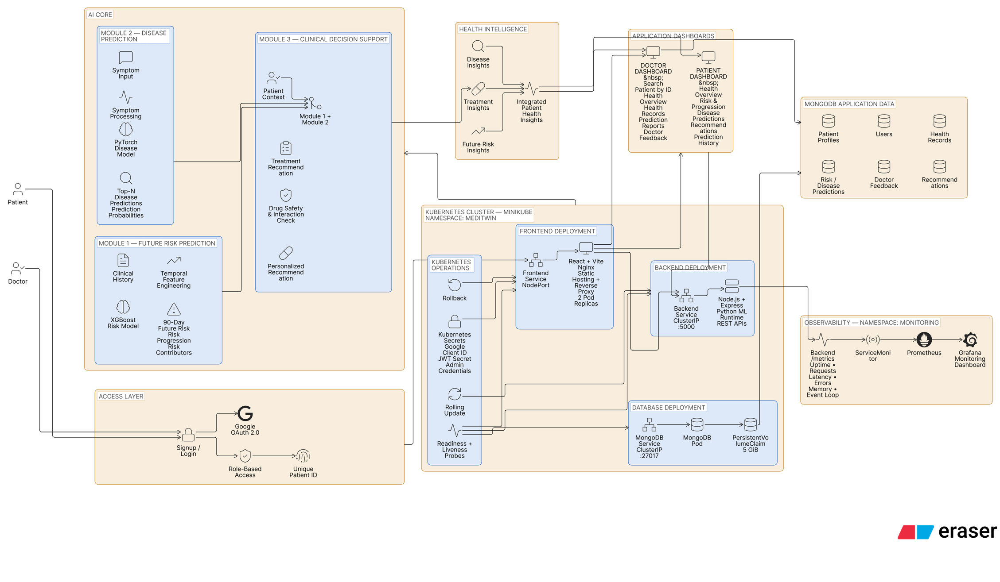 AI CORE
MODULE 2 — DISEASE
PREDICTION
Symptom
Input
Symptom
Processing
PyTorch
Disease
Model
Top-N
Disease
Predictions
Prediction
Probabilities
MODULE 3 — CLINICAL DECISION SUPPORT
Patient
Context
Module 1 +
Module 2
Treatment
Recommend
ation
Drug Safety
& Interaction
Check
Personalized
Recommend
ation
MODULE 1 — FUTURE RISK PREDICTION
Clinical
History
Temporal
Feature
Engineering
XGBoost
Risk Model
90-Day
Future Risk
Risk
Progression
Risk
Contributors
Patient
Doctor
ACCESS LAYER
Google
OAuth 2.0
Signup /
Login
Role-Based
Access
Unique
Patient ID
HEALTH INTELLIGENCE
Disease
Insights
Treatment
Insights
Future Risk
Insights
Integrated
Patient
Health
Insights
APPLICATION DASHBOARDS
DOCTOR
DASHBOARD
&nbsp;
Search
Patient by ID
Health
Overview
Health
Records
Prediction
Reports
Doctor
Feedback
PATIENT
DASHBOARD
&nbsp;
Health
Overview
Risk &
Progression
Disease
Predictions
Recommend
ations
Prediction
History
MONGODB APPLICATION DATA
Patient
Profiles
Users
Health
Records
Risk /
Disease
Predictions
Doctor
Feedback
Recommend
ations
KUBERNETES CLUSTER — MINIKUBE
NAMESPACE: MEDITWIN
FRONTEND DEPLOYMENT
Frontend
Service
NodePort
React + Vite
Nginx
Static
Hosting +
Reverse
Proxy
2 Pod
Replicas
KUBERNETES
OPERATIONS
Rollback
Kubernetes
Secrets
Google
Client ID
JWT Secret
Admin
Credentials
Rolling
Update
Readiness +
Liveness
Probes
BACKEND DEPLOYMENT
Backend
Service
ClusterIP
:5000
Node.js +
Express
Python ML
Runtime
REST APIs
DATABASE DEPLOYMENT
MongoDB
Service
ClusterIP
:27017
MongoDB
Pod
PersistentVo
lumeClaim
5 GiB
OBSERVABILITY — NAMESPACE: MONITORING
Backend
/metrics
Uptime •
Requests
Latency •
Errors
Memory •
Event Loop
ServiceMoni
tor
Prometheus
Grafana
Monitoring
Dashboard
eraser